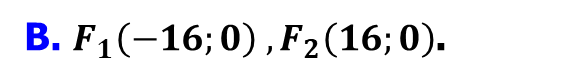 B. F₁(−16; 0) , F₂(16; 0).